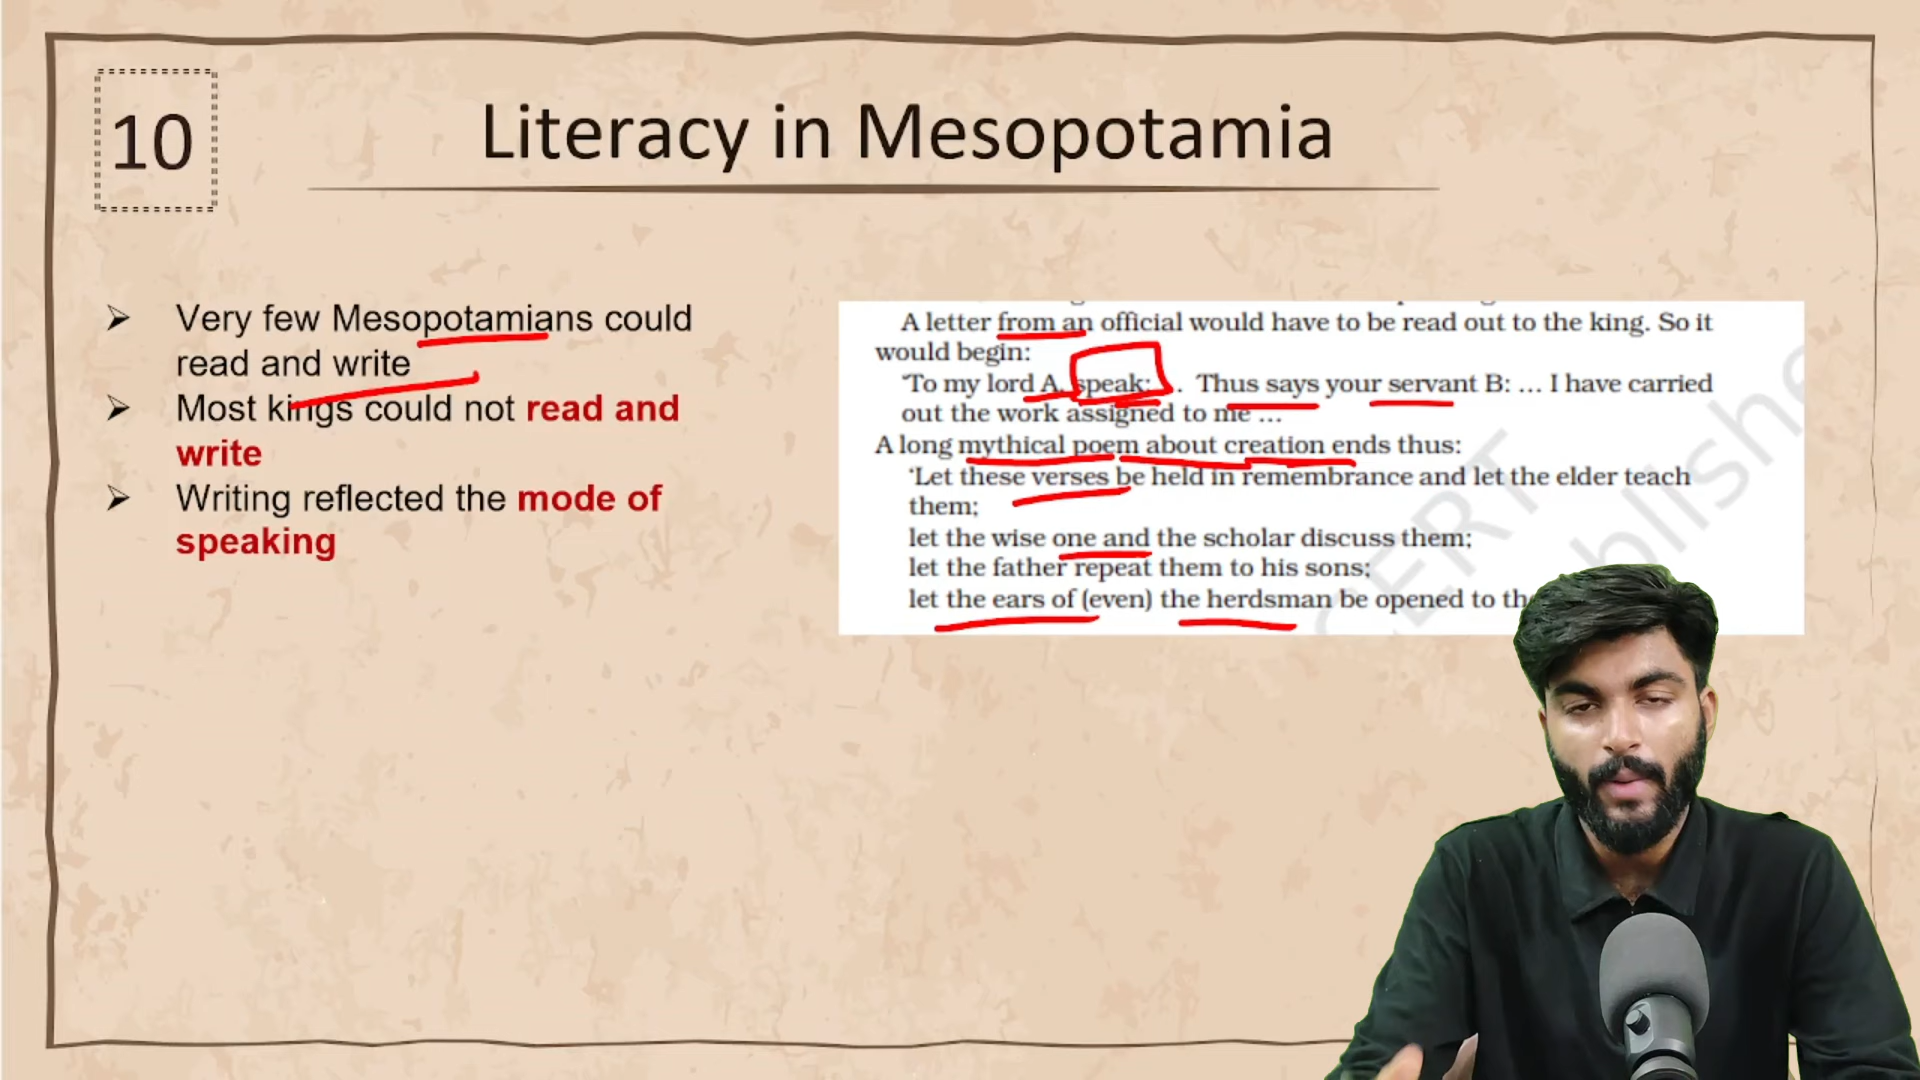 10
Literacy in Mesopotamia
Very few Mesopotamians could
read and write
Most kings could not read and
write
Writing reflected the mode of
speaking
A letter from an official would have to be read out to the king. So it
would begin:
‘To my lord A, speak: … Thus says your servant B: … I have carried
out the work assigned to me …
A long mythical poem about creation ends thus:
‘Let these verses be held in remembrance and let the elder teach
them;
let the wise one and the scholar discuss them;
let the father repeat them to his sons;
let the ears of (even) the herdsman be opened to